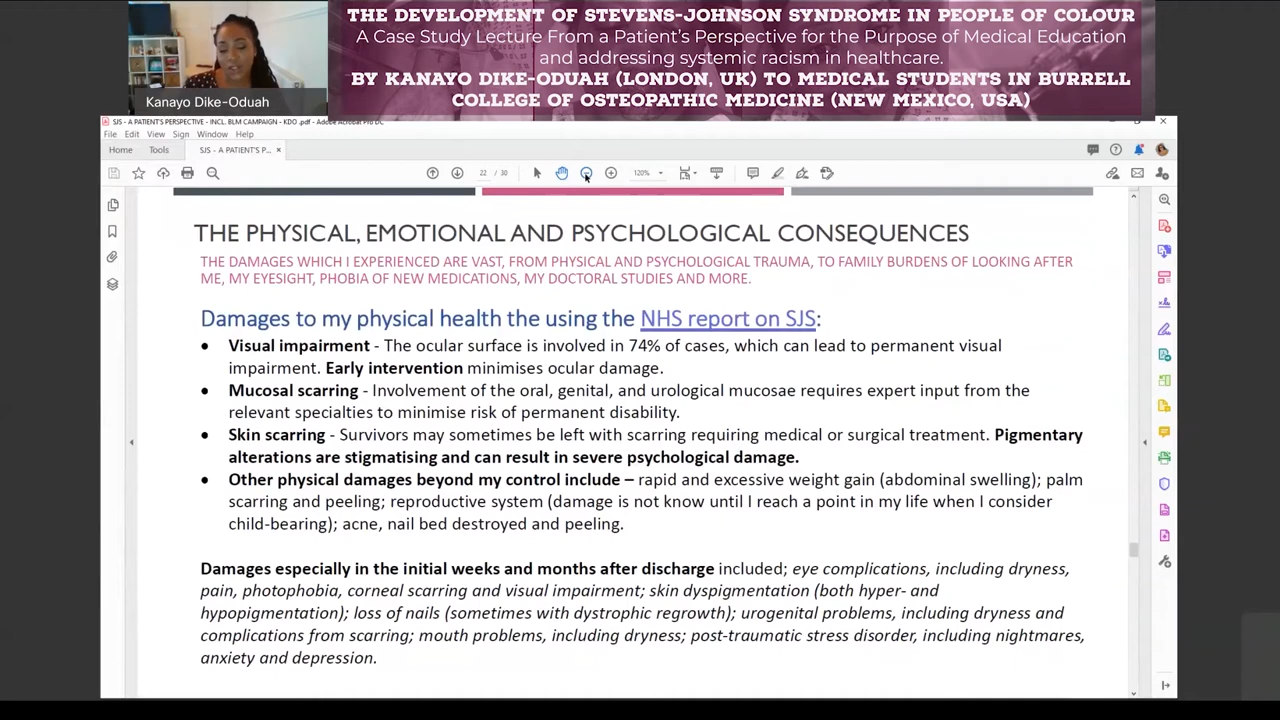 THE DEVELOPMENT OF STEVENS-JOHNSON SYNDROME IN PEOPLE OF COLOUR
A Case Study Lecture From a Patient's Perspective for the Purpose of Medical Education
and addressing systemic racism in healthcare.
BY KANAYO DIKE-ODUAH (LONDON, UK) TO MEDICAL STUDENTS IN BURRELL
COLLEGE OF OSTEOPATHIC MEDICINE (NEW MEXICO, USA)
Kanayo Dike-Oduah
SJS - A PATIENT'S PERSPECTIVE - INCL. BLM CAMPAIGN - KDO .pdf - Adobe Acrobat Pro DC
File Edit View Sign Window Help
Home Tools SJS - A PATIENT'S P... ×
22 / 30 120%
THE PHYSICAL, EMOTIONAL AND PSYCHOLOGICAL CONSEQUENCES
THE DAMAGES WHICH I EXPERIENCED ARE VAST, FROM PHYSICAL AND PSYCHOLOGICAL TRAUMA, TO FAMILY BURDENS OF LOOKING AFTER
ME, MY EYESIGHT, PHOBIA OF NEW MEDICATIONS, MY DOCTORAL STUDIES AND MORE.
Damages to my physical health the using the NHS report on SJS:
• Visual impairment - The ocular surface is involved in 74% of cases, which can lead to permanent visual
impairment. Early intervention minimises ocular damage.
• Mucosal scarring - Involvement of the oral, genital, and urological mucosae requires expert input from the
relevant specialties to minimise risk of permanent disability.
• Skin scarring - Survivors may sometimes be left with scarring requiring medical or surgical treatment. Pigmentary
alterations are stigmatising and can result in severe psychological damage.
• Other physical damages beyond my control include – rapid and excessive weight gain (abdominal swelling); palm
scarring and peeling; reproductive system (damage is not know until I reach a point in my life when I consider
child-bearing); acne, nail bed destroyed and peeling.
Damages especially in the initial weeks and months after discharge included; eye complications, including dryness,
pain, photophobia, corneal scarring and visual impairment; skin dyspigmentation (both hyper- and
hypopigmentation); loss of nails (sometimes with dystrophic regrowth); urogenital problems, including dryness and
complications from scarring; mouth problems, including dryness; post-traumatic stress disorder, including nightmares,
anxiety and depression.